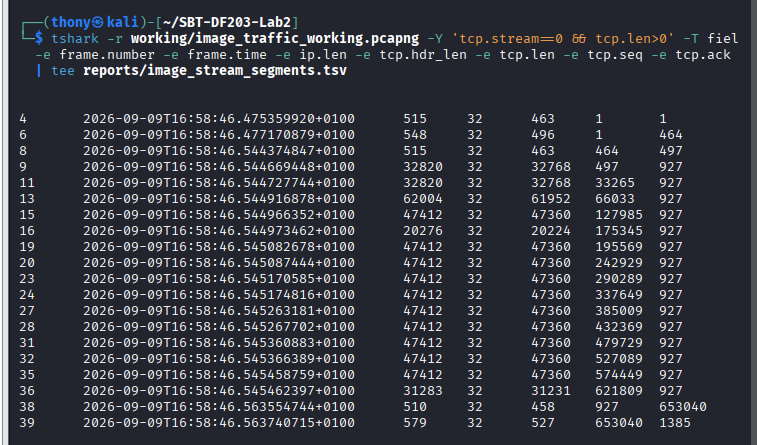 ┌──(thony㉿kali)-[~/SBT-DF203-Lab2]
└─$ tshark -r working/image_traffic_working.pcapng -Y 'tcp.stream==0 && tcp.len>0' -T fiel
-e frame.number -e frame.time -e ip.len -e tcp.hdr_len -e tcp.len -e tcp.seq -e tcp.ack
| tee reports/image_stream_segments.tsv
4 2026-09-09T16:58:46.475359920+0100 515 32 463 1 1
6 2026-09-09T16:58:46.477170879+0100 548 32 496 1 464
8 2026-09-09T16:58:46.544374847+0100 515 32 463 464 497
9 2026-09-09T16:58:46.544669448+0100 32820 32 32768 497 927
11 2026-09-09T16:58:46.544727744+0100 32820 32 32768 33265 927
13 2026-09-09T16:58:46.544916878+0100 62004 32 61952 66033 927
15 2026-09-09T16:58:46.544966352+0100 47412 32 47360 127985 927
16 2026-09-09T16:58:46.544973462+0100 20276 32 20224 175345 927
19 2026-09-09T16:58:46.545082678+0100 47412 32 47360 195569 927
20 2026-09-09T16:58:46.545087444+0100 47412 32 47360 242929 927
23 2026-09-09T16:58:46.545170585+0100 47412 32 47360 290289 927
24 2026-09-09T16:58:46.545174816+0100 47412 32 47360 337649 927
27 2026-09-09T16:58:46.545263181+0100 47412 32 47360 385009 927
28 2026-09-09T16:58:46.545267702+0100 47412 32 47360 432369 927
31 2026-09-09T16:58:46.545360883+0100 47412 32 47360 479729 927
32 2026-09-09T16:58:46.545366389+0100 47412 32 47360 527089 927
35 2026-09-09T16:58:46.545458759+0100 47412 32 47360 574449 927
36 2026-09-09T16:58:46.545462397+0100 31283 32 31231 621809 927
38 2026-09-09T16:58:46.563554744+0100 510 32 458 927 653040
39 2026-09-09T16:58:46.563740715+0100 579 32 527 653040 1385